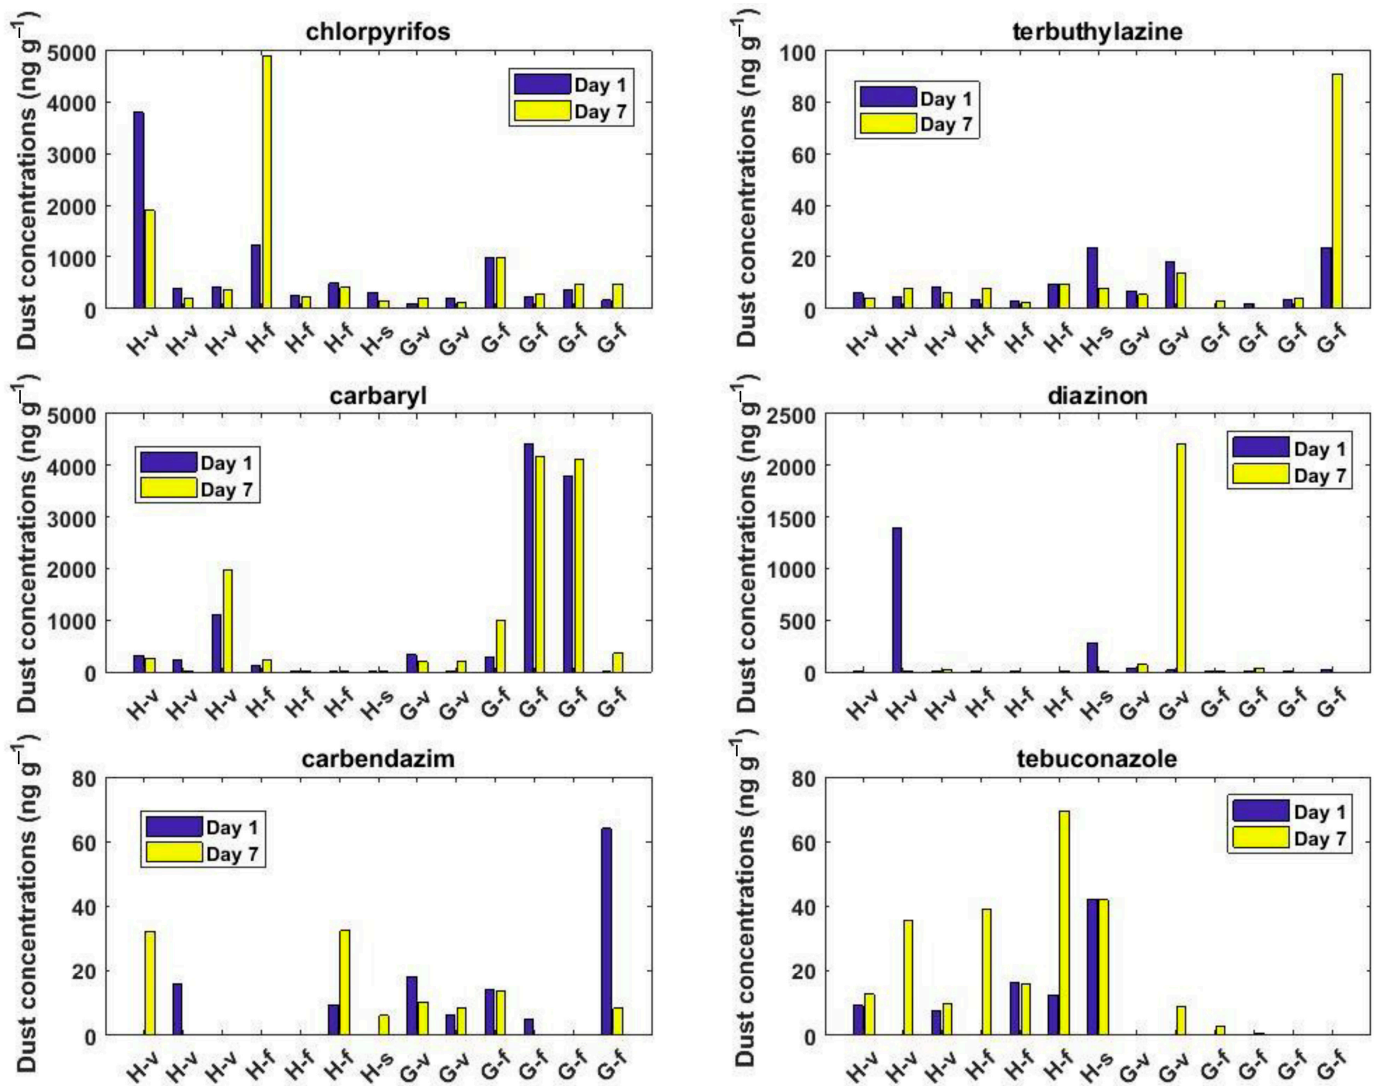 chlorpyrifos
Dust concentrations (ng g⁻¹)
5000
4000
3000
2000
1000
0
Day 1
Day 7
H-v H-v H-v H-f H-f H-f H-s G-v G-v G-f G-f G-f G-f
terbuthylazine
Dust concentrations (ng g⁻¹)
100
80
60
40
20
0
Day 1
Day 7
H-v H-v H-v H-f H-f H-f H-s G-v G-v G-f G-f G-f G-f
carbaryl
Dust concentrations (ng g⁻¹)
5000
4000
3000
2000
1000
0
Day 1
Day 7
H-v H-v H-v H-f H-f H-f H-s G-v G-v G-f G-f G-f G-f
diazinon
Dust concentrations (ng g⁻¹)
2500
2000
1500
1000
500
0
Day 1
Day 7
H-v H-v H-v H-f H-f H-f H-s G-v G-v G-f G-f G-f G-f
carbendazim
Dust concentrations (ng g⁻¹)
80
60
40
20
0
Day 1
Day 7
H-v H-v H-v H-f H-f H-f H-s G-v G-v G-f G-f G-f G-f
tebuconazole
Dust concentrations (ng g⁻¹)
80
60
40
20
0
Day 1
Day 7
H-v H-v H-v H-f H-f H-f H-s G-v G-v G-f G-f G-f G-f